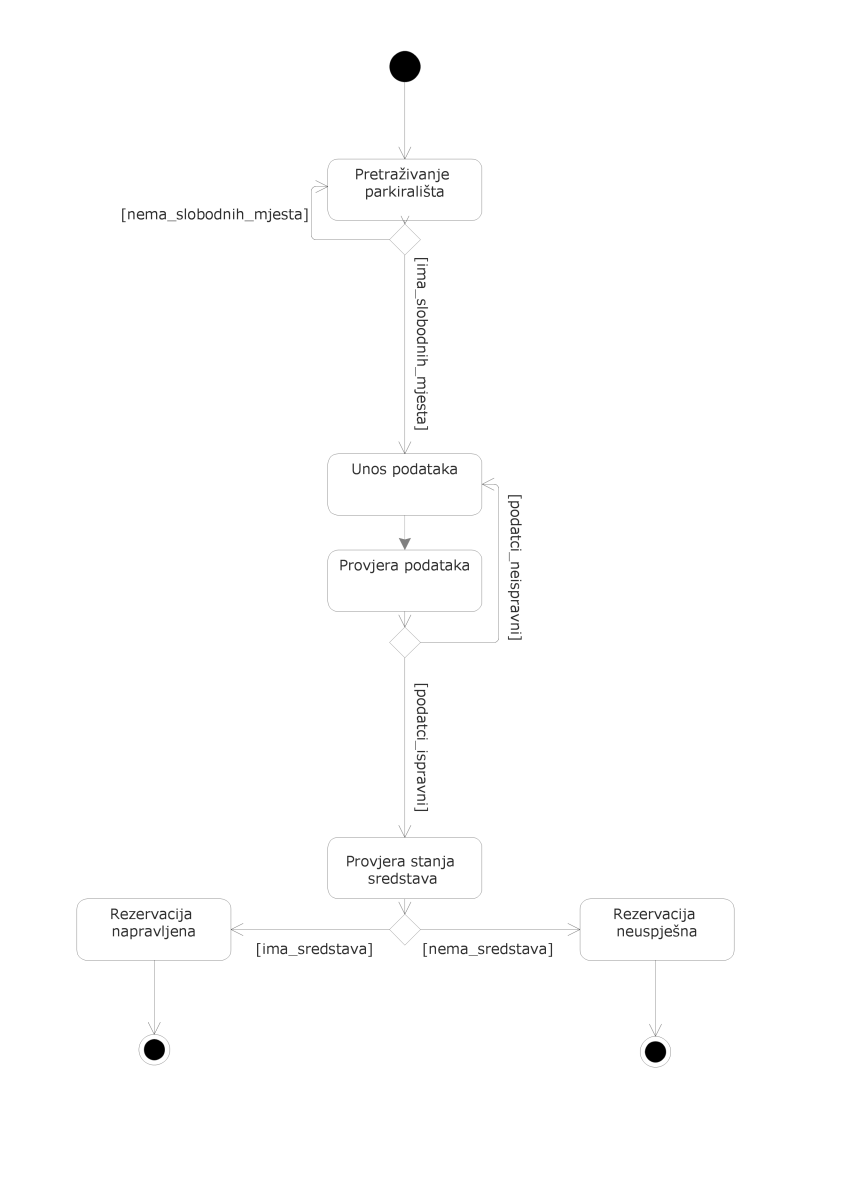 Pretraživanje
parkirališta
[nema_slobodnih_mjesta]
[ima_slobodnih_mjesta]
Unos podataka
[podatci_neispravni]
Provjera podataka
[podatci_ispravni]
Provjera stanja
sredstava
Rezervacija
napravljena
Rezervacija
neuspješna
[ima_sredstava]
[nema_sredstava]